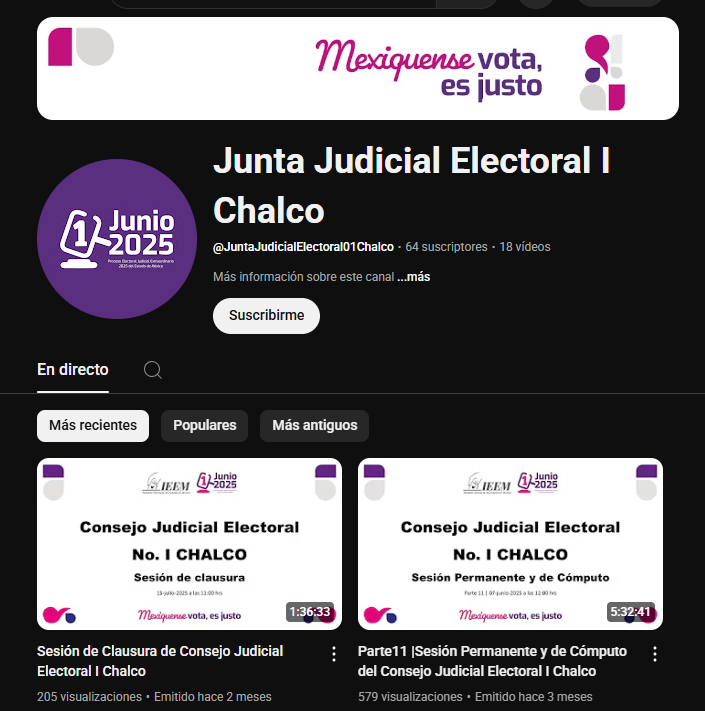 Mexiquense vota,
es justo
Junta Judicial Electoral I
Chalco
1 Junio
2025
Proceso Electoral Judicial Extraordinario
2025 del Estado de México
@JuntaJudicialElectoral01Chalco • 64 suscriptores • 18 vídeos
Más información sobre este canal ...más
Suscribirme
En directo
Más recientes
Populares
Más antiguos
IEEM
1 Junio
2025
Consejo Judicial Electoral
No. I CHALCO
Sesión de clausura
15-julio-2025 a las 11:00 hrs
Mexiquense vota, es justo
1:36:33
Sesión de Clausura de Consejo Judicial
Electoral I Chalco
205 visualizaciones • Emitido hace 2 meses
IEEM
1 Junio
2025
Consejo Judicial Electoral
No. I CHALCO
Sesión Permanente y de Cómputo
Parte 11 | 07-junio-2025 a las 12:80 hrs
Mexiquense vota, es justo
5:32:41
Parte11 |Sesión Permanente y de Cómputo
del Consejo Judicial Electoral I Chalco
579 visualizaciones • Emitido hace 3 meses